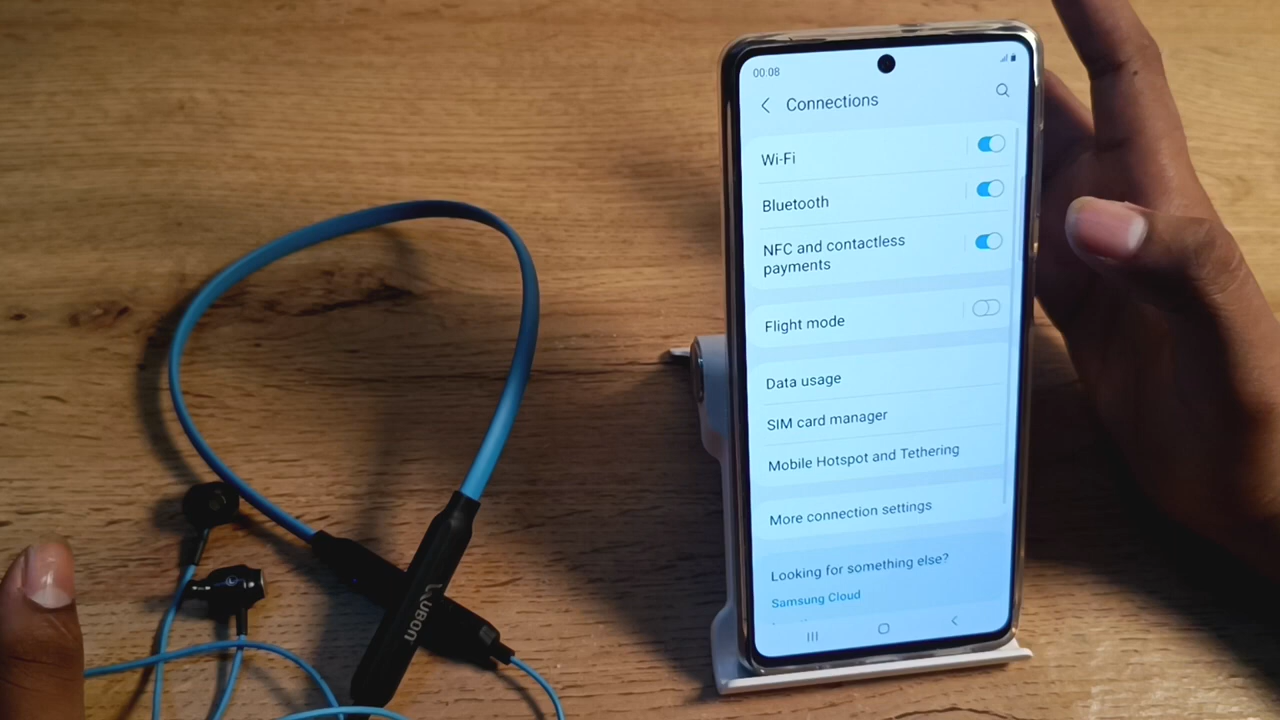 00:08
Connections
Wi-Fi
Bluetooth
NFC and contactless
payments
Flight mode
Data usage
SIM card manager
Mobile Hotspot and Tethering
More connection settings
Looking for something else?
Samsung Cloud
UBON